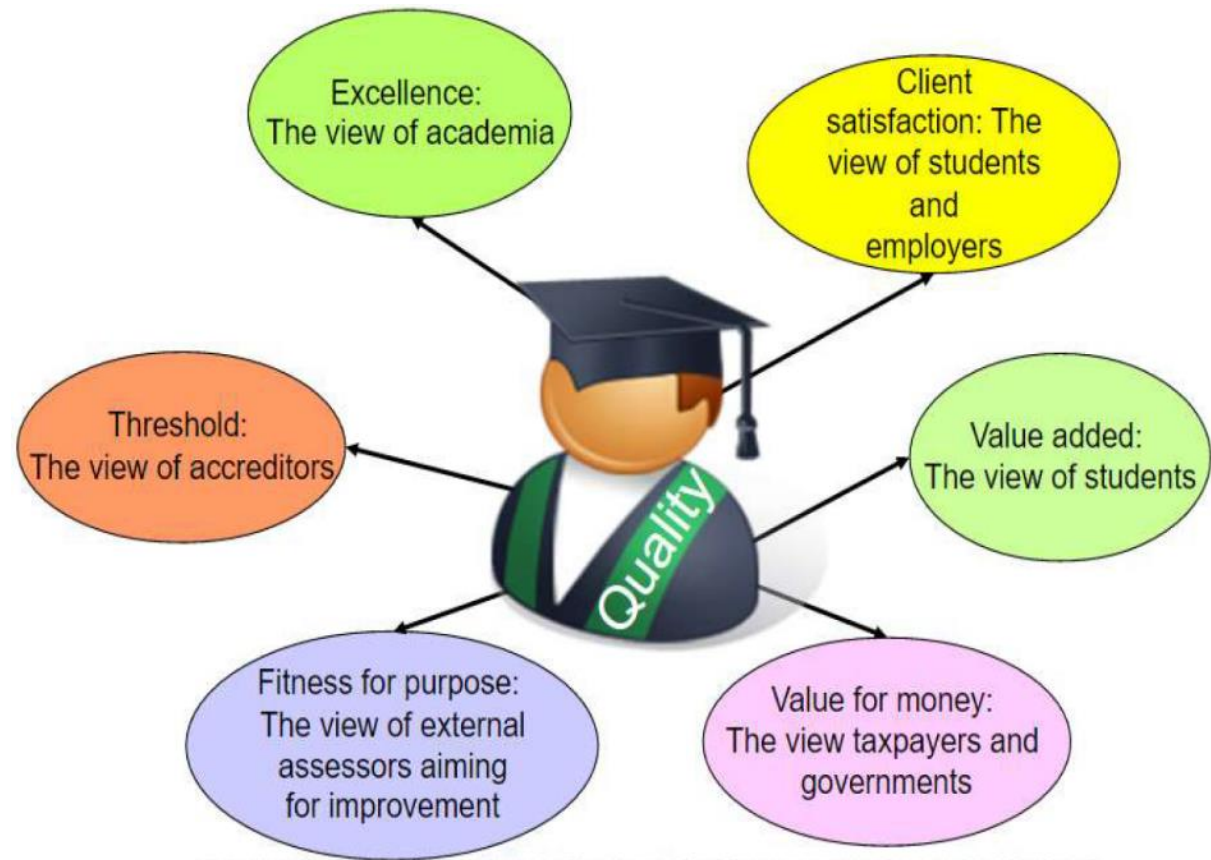 Excellence:
The view of academia
Client
satisfaction: The
view of students
and
employers
Threshold:
The view of accreditors
Value added:
The view of students
Quality
Fitness for purpose:
The view of external
assessors aiming
for improvement
Value for money:
The view taxpayers and
governments